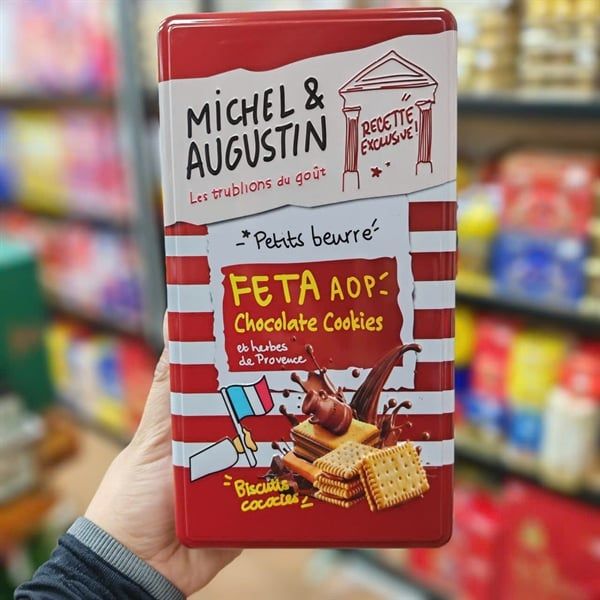 MICHEL &
AUGUSTIN
Les trublions du goût
RECETTE
EXCLUSIVE!
Petits beurre
FETA AOP
Chocolate Cookies
et herbes
de Provence
Biscuits
cocacles